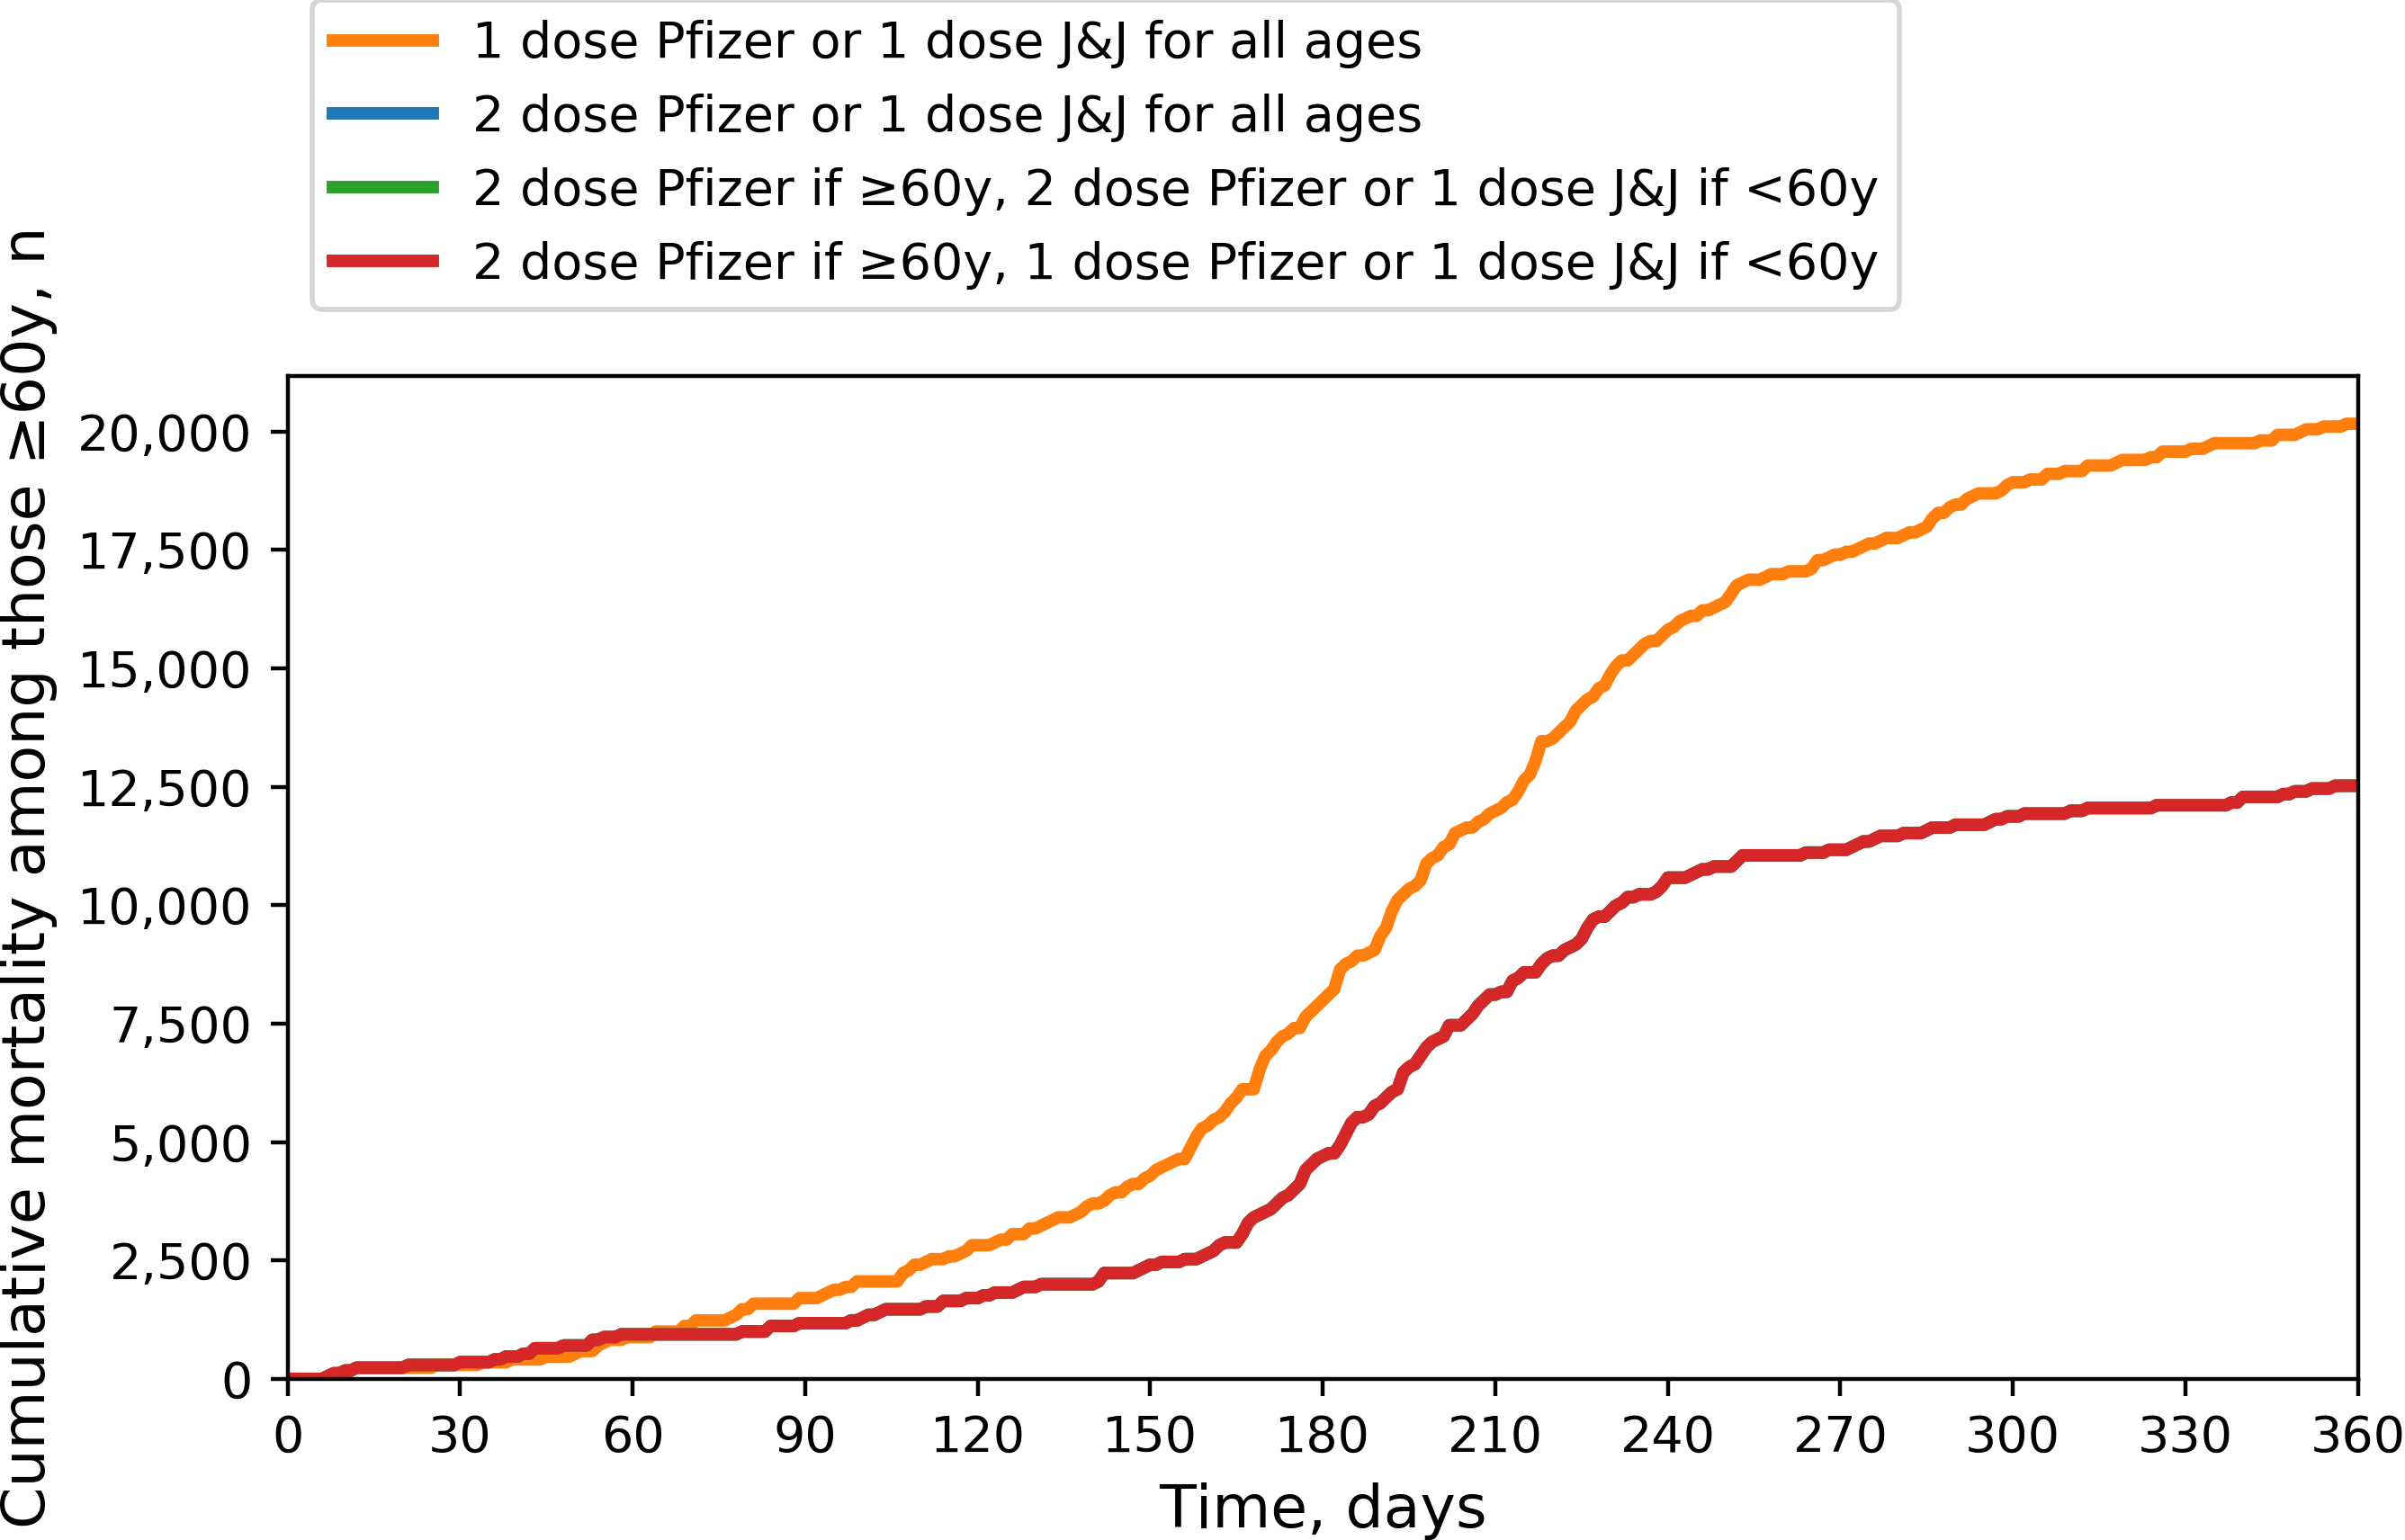 1 dose Pfizer or 1 dose J&J for all ages
2 dose Pfizer or 1 dose J&J for all ages
2 dose Pfizer if ≥60y, 2 dose Pfizer or 1 dose J&J if <60y
2 dose Pfizer if ≥60y, 1 dose Pfizer or 1 dose J&J if <60y
Cumulative mortality among those ≥60y, n
20,000
17,500
15,000
12,500
10,000
7,500
5,000
2,500
0
0 30 60 90 120 150 180 210 240 270 300 330 360
Time, days